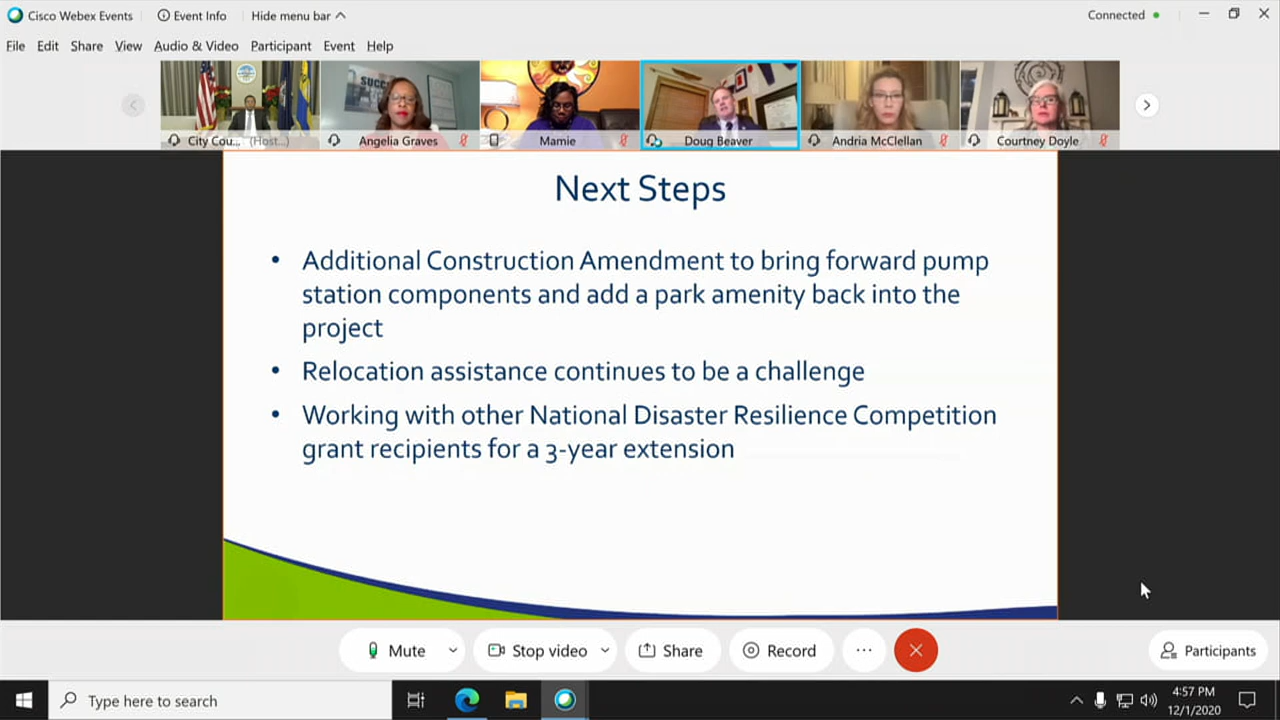 Cisco Webex Events
Event Info
Hide menu bar
Connected
File Edit Share View Audio & Video Participant Event Help
City Cou... (Host...)
Angelia Graves
Mamie
Doug Beaver
Andria McClellan
Courtney Doyle
Next Steps
• Additional Construction Amendment to bring forward pump
station components and add a park amenity back into the
project
• Relocation assistance continues to be a challenge
• Working with other National Disaster Resilience Competition
grant recipients for a 3-year extension
Mute
Stop video
Share
Record
Participants
Type here to search
4:57 PM
12/1/2020